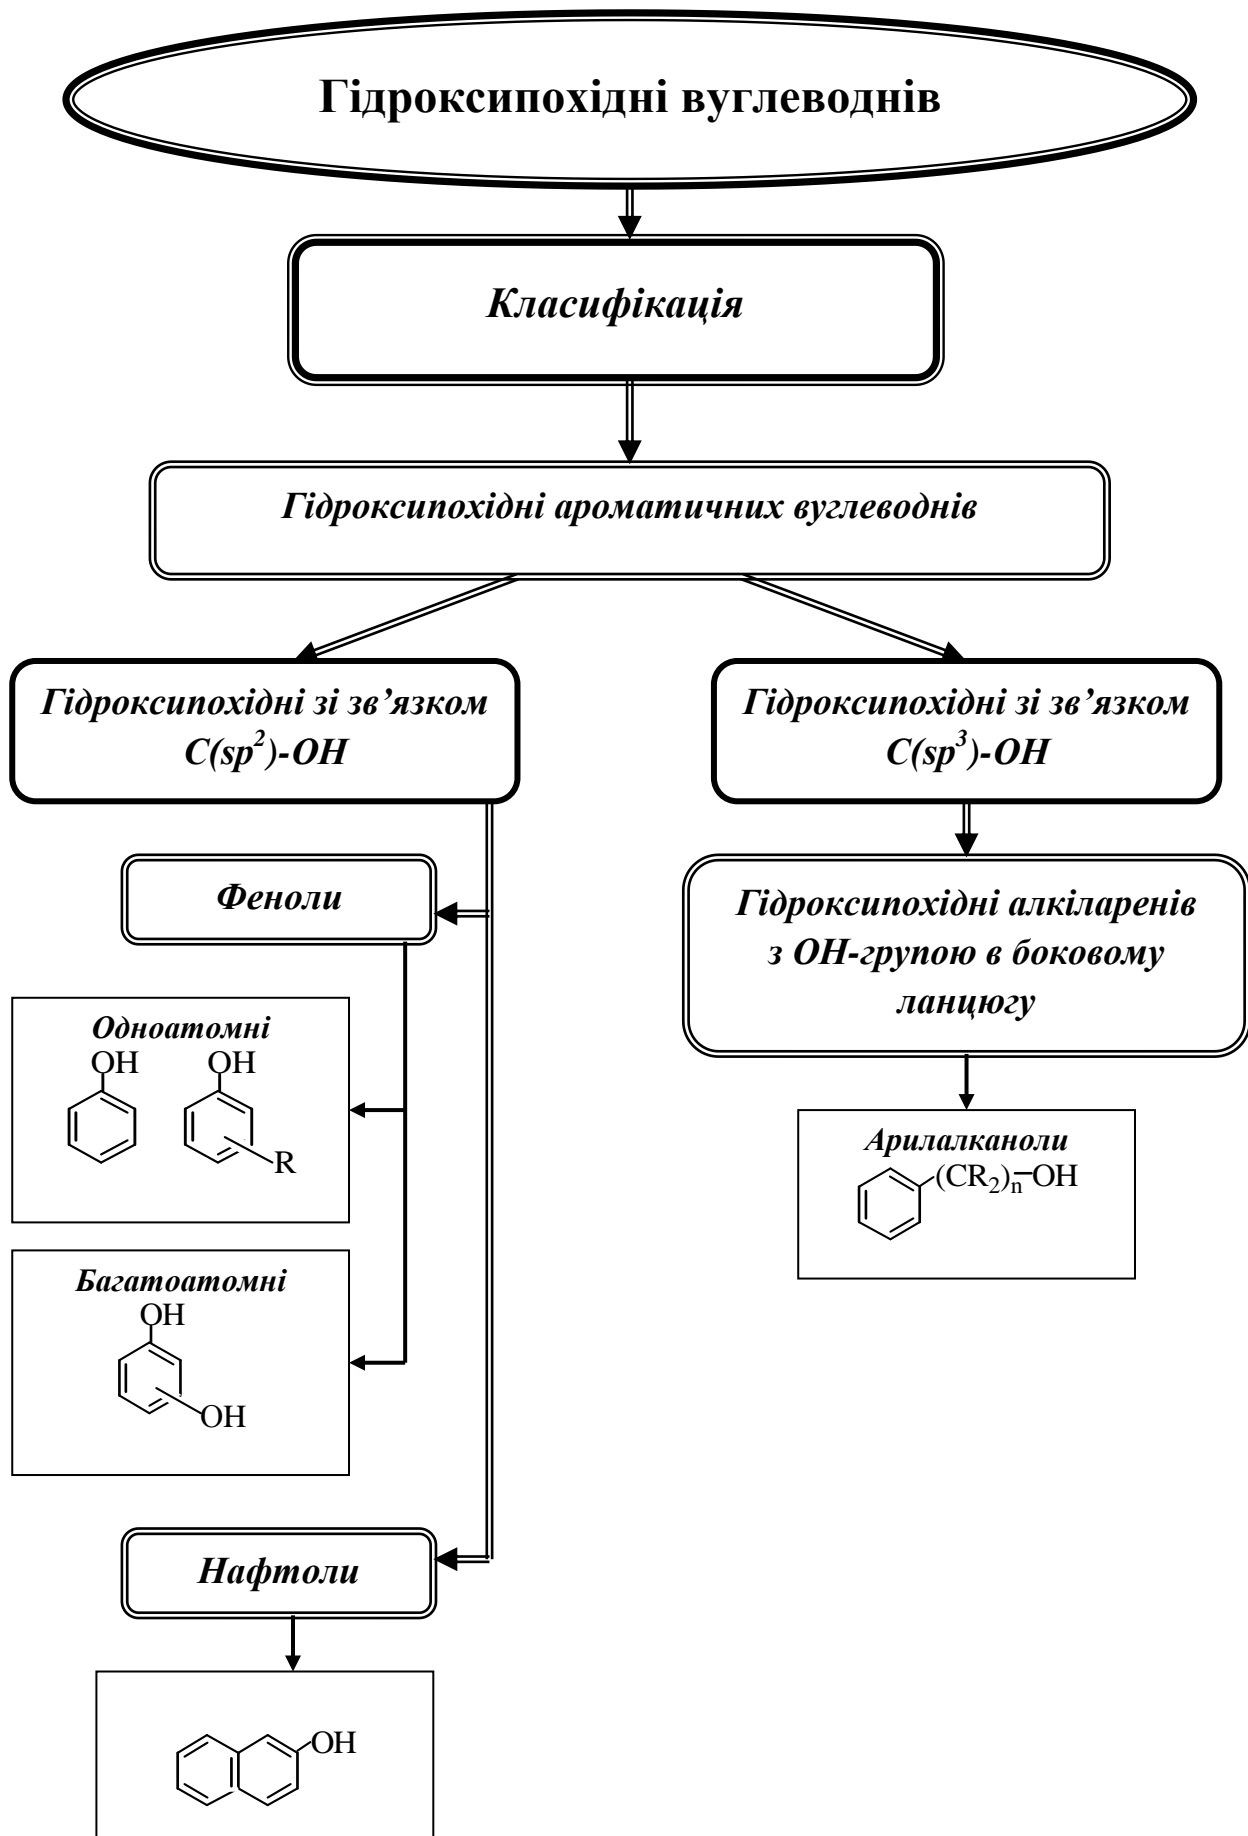 Гідроксипохідні вуглеводнів
Класифікація
Гідроксипохідні ароматичних вуглеводнів
Гідроксипохідні зі зв’язком
C(sp²)-OH
Гідроксипохідні зі зв’язком
C(sp³)-OH
Феноли
Гідроксипохідні алкіларенів
з ОН-групою в боковому
ланцюгу
Одноатомні
OH OH
R
Арилалканоли
(CR₂)ₙ–OH
Багатоатомні
OH
OH
Нафтоли
OH